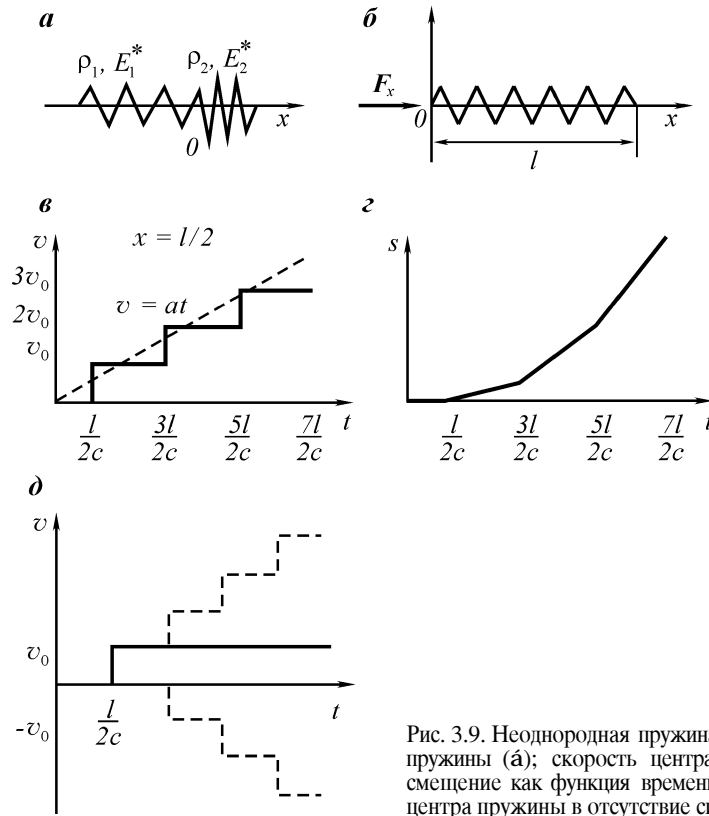 а
б
ρ₁, E₁*
ρ₂, E₂*
x
0
Fₓ
0
x
l
в
v
x = l/2
3v₀
v = at
2v₀
v₀
l/2c
3l/2c
5l/2c
7l/2c
t
г
s
l/2c
3l/2c
5l/2c
7l/2c
д
v
v₀
-v₀
l/2c
t
Рис. 3.9. Неоднородная пружина
пружины (á); скорость центра
смещение как функция времен
центра пружины в отсутствие